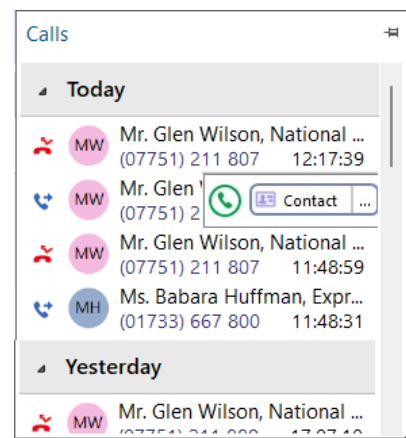 Calls
Today
MW Mr. Glen Wilson, National ...
(07751) 211 807 12:17:39
MW Mr. Glen
(07751) 2
Contact ...
MW Mr. Glen Wilson, National ...
(07751) 211 807 11:48:59
MH Ms. Babara Huffman, Expr...
(01733) 667 800 11:48:31
Yesterday
MW Mr. Glen Wilson, National ...